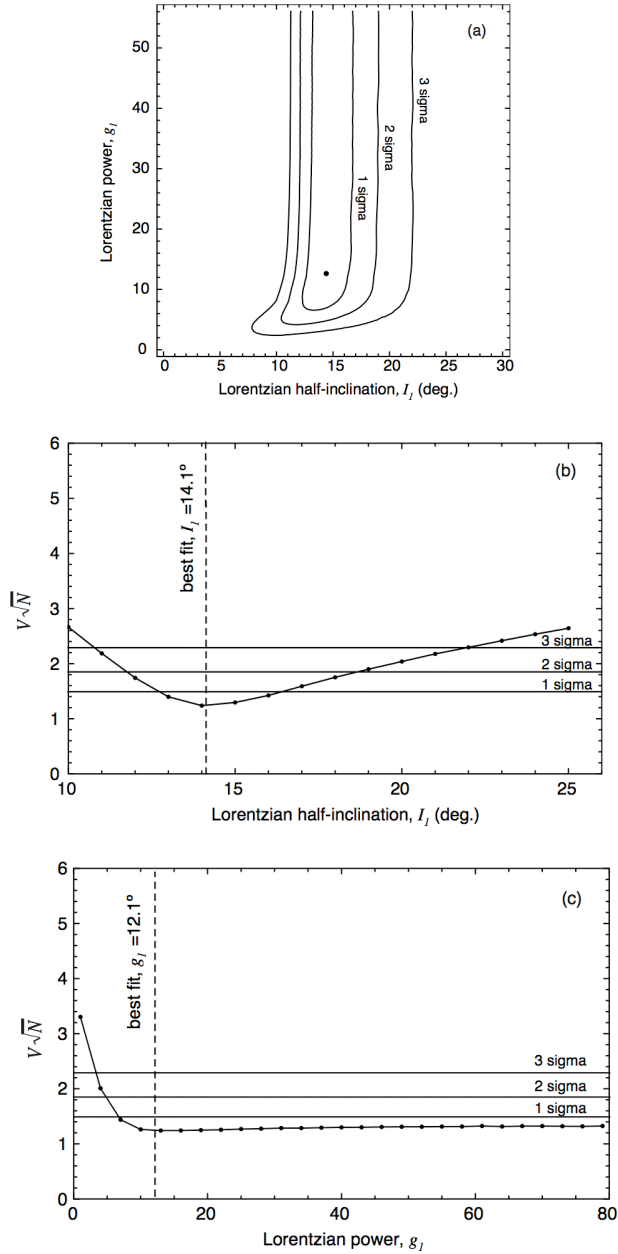 (a)
50
40
30
20
10
0
Lorentzian power, g1
3 sigma
2 sigma
1 sigma
0 5 10 15 20 25 30
Lorentzian half-inclination, I1 (deg.)
6
5
4
3
2
1
0
V√N
(b)
best fit, I1 =14.1º
3 sigma
2 sigma
1 sigma
10 15 20 25
Lorentzian half-inclination, I1 (deg.)
6
5
4
3
2
1
0
V√N
(c)
best fit, g1 =12.1º
3 sigma
2 sigma
1 sigma
0 20 40 60 80
Lorentzian power, g1